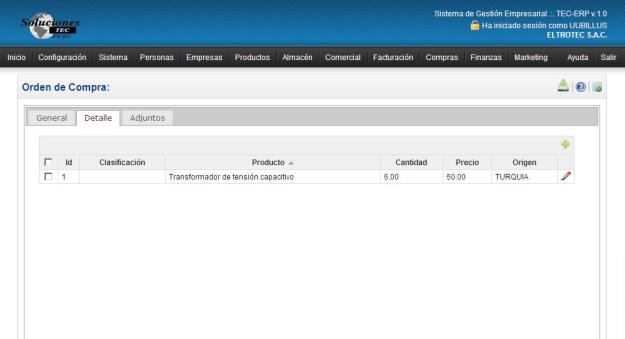 Soluciones
TEC
PERU
Sistema de Gestión Empresarial .:. TEC-ERP v.1.0
Ha iniciado sesión como UUBILLUS
ELTROTEC S.A.C.
Inicio Configuración Sistema Personas Empresas Productos Almacén Comercial Facturación Compras Finanzas Marketing Ayuda Salir
Orden de Compra:
General Detalle Adjuntos
Id Clasificación Producto Cantidad Precio Origen
1 Transformador de tensión capacitivo 6.00 50.00 TURQUIA